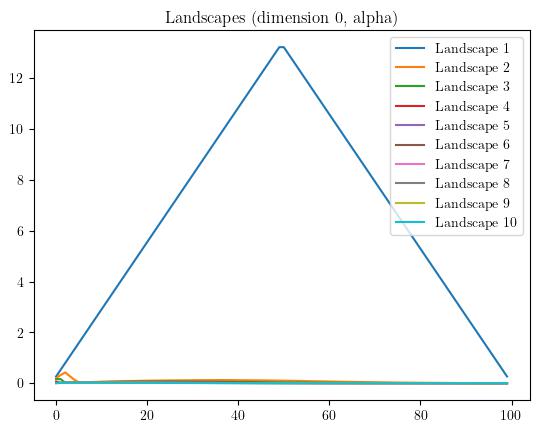 Landscapes (dimension 0, alpha)
Landscape 1
Landscape 2
Landscape 3
Landscape 4
Landscape 5
Landscape 6
Landscape 7
Landscape 8
Landscape 9
Landscape 10
12
10
8
6
4
2
0
0 20 40 60 80 100